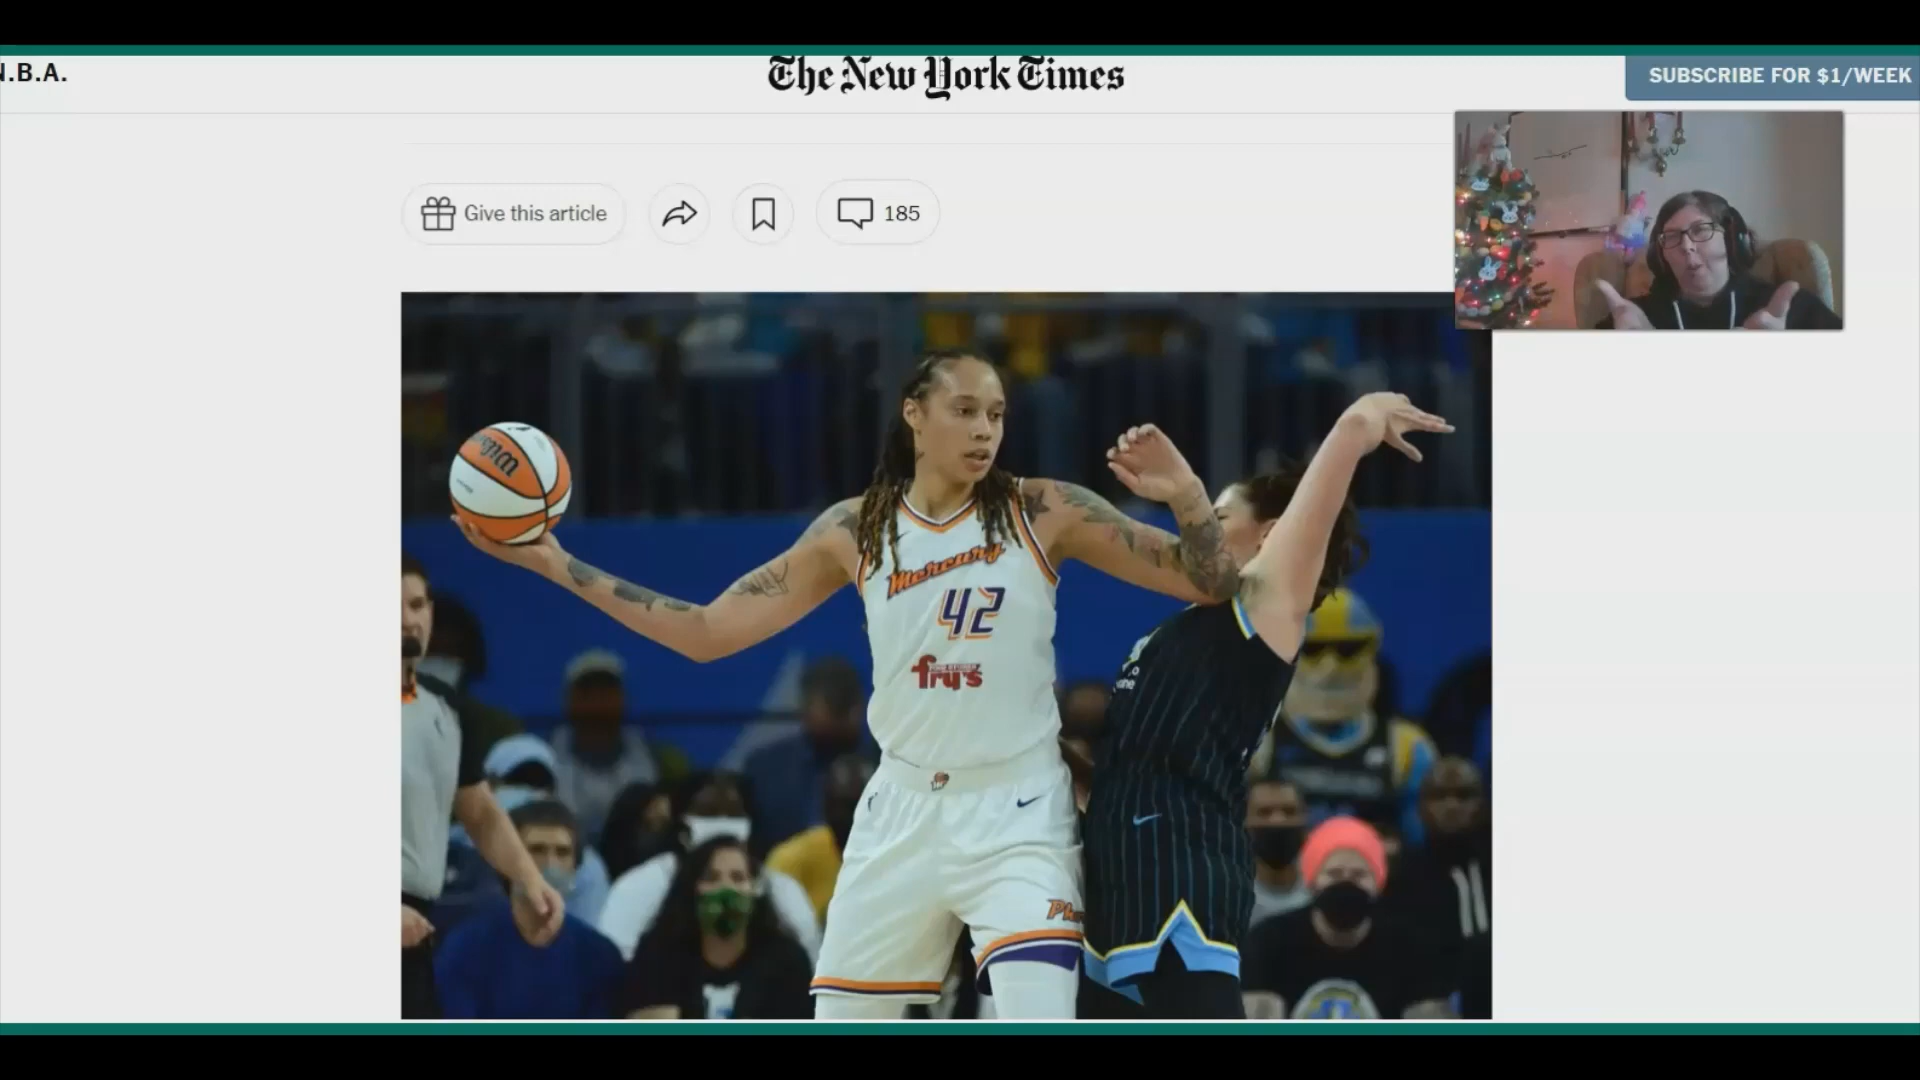 N.B.A.
The New York Times
SUBSCRIBE FOR $1/WEEK
Give this article
185
Wilson
Mercury
42
fry's